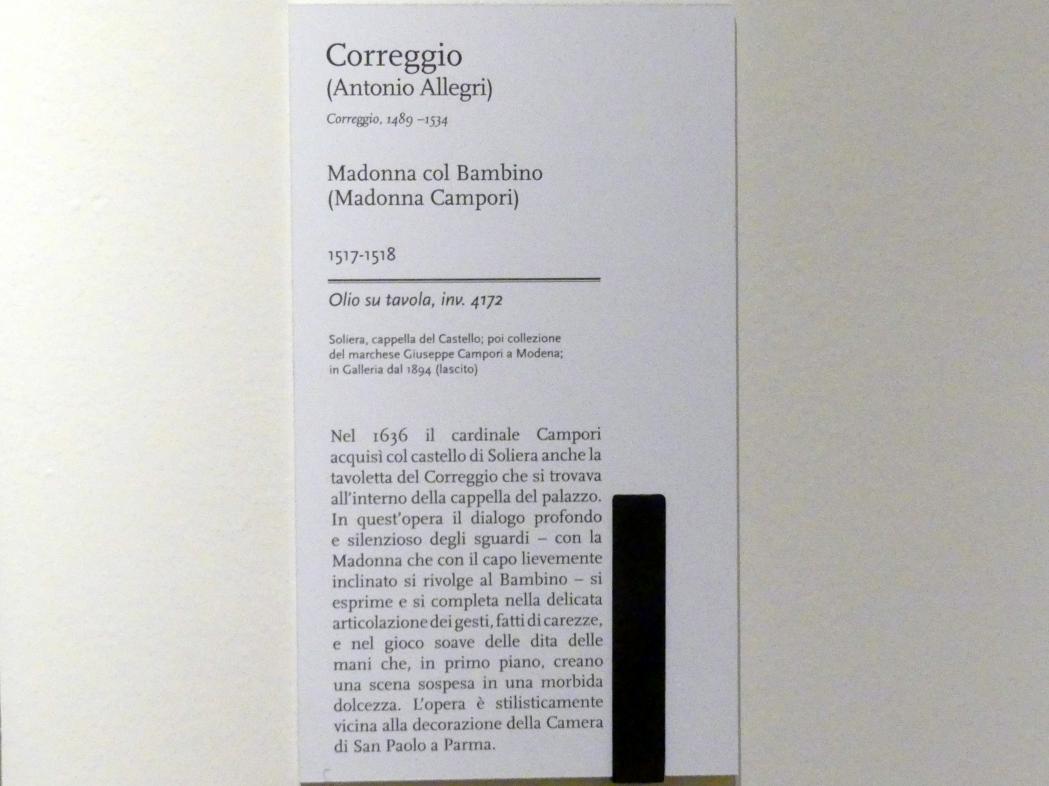 Correggio
(Antonio Allegri)
Correggio, 1489 –1534
Madonna col Bambino
(Madonna Campori)
1517-1518
Olio su tavola, inv. 4172
Soliera, cappella del Castello; poi collezione
del marchese Giuseppe Campori a Modena;
in Galleria dal 1894 (lascito)
Nel 1636 il cardinale Campori
acquisì col castello di Soliera anche la
tavoletta del Correggio che si trovava
all'interno della cappella del palazzo.
In quest'opera il dialogo profondo
e silenzioso degli sguardi – con la
Madonna che con il capo lievemente
inclinato si rivolge al Bambino – si
esprime e si completa nella delicata
articolazione dei gesti, fatti di carezze,
e nel gioco soave delle dita delle
mani che, in primo piano, creano
una scena sospesa in una morbida
dolcezza. L'opera è stilisticamente
vicina alla decorazione della Camera
di San Paolo a Parma.